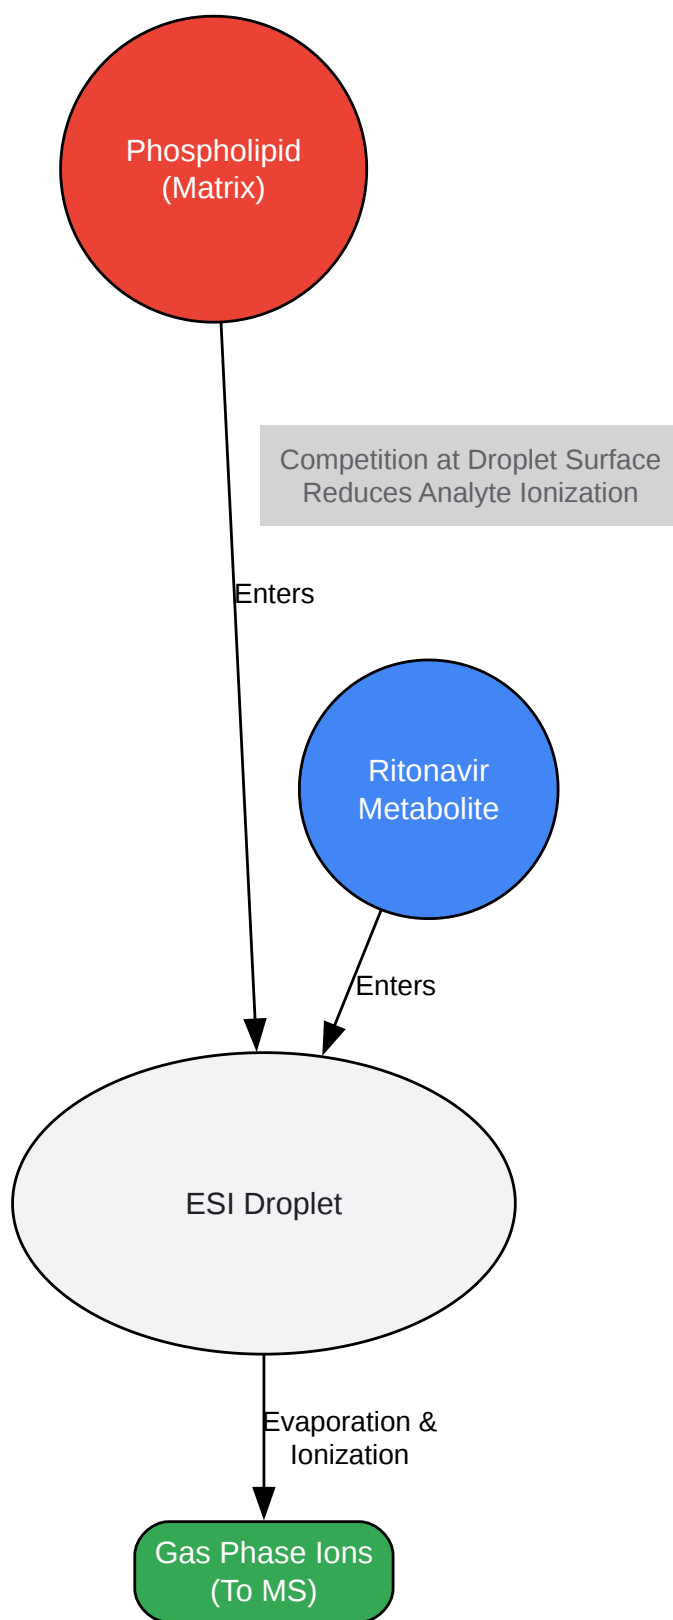 Phospholipid
(Matrix)
Competition at Droplet Surface
Reduces Analyte Ionization
Enters
Ritonavir
Metabolite
Enters
ESI Droplet
Evaporation &
Ionization
Gas Phase Ions
(To MS)